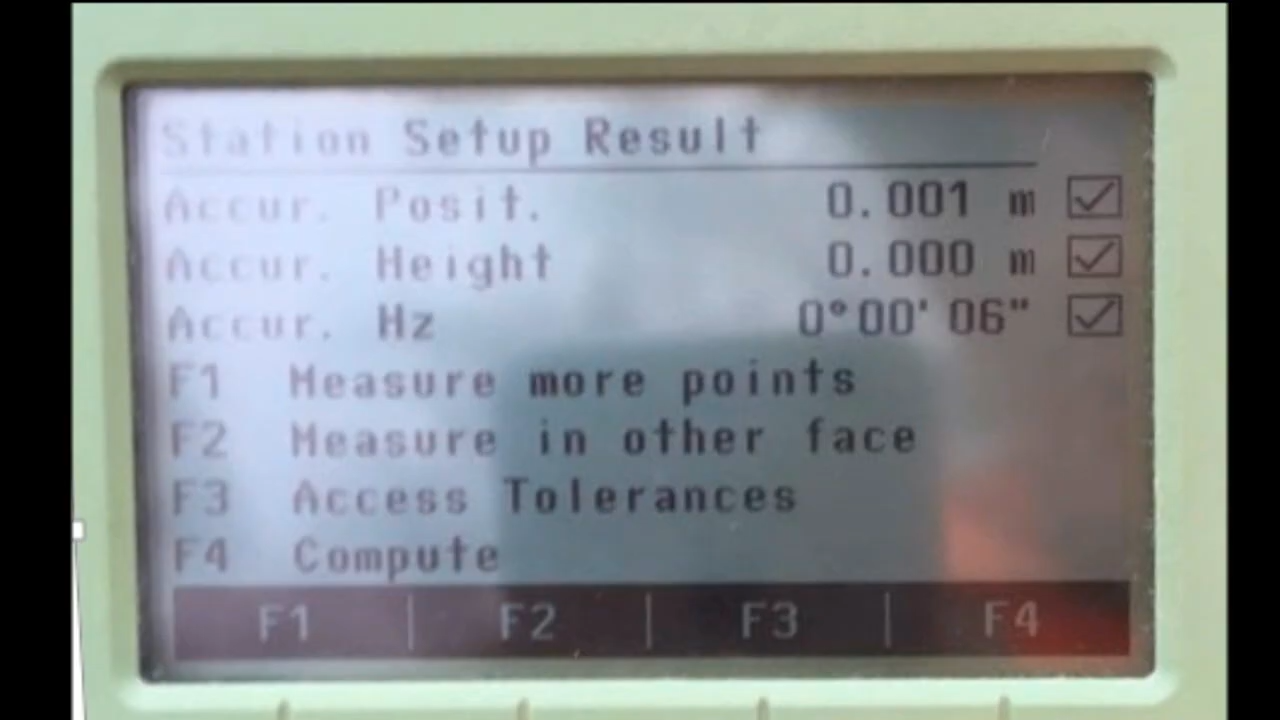 Station Setup Result
Accur. Posit. 0.001 m
Accur. Height 0.000 m
Accur. Hz 0°00'06"
F1 Measure more points
F2 Measure in other face
F3 Access Tolerances
F4 Compute
F1 F2 F3 F4